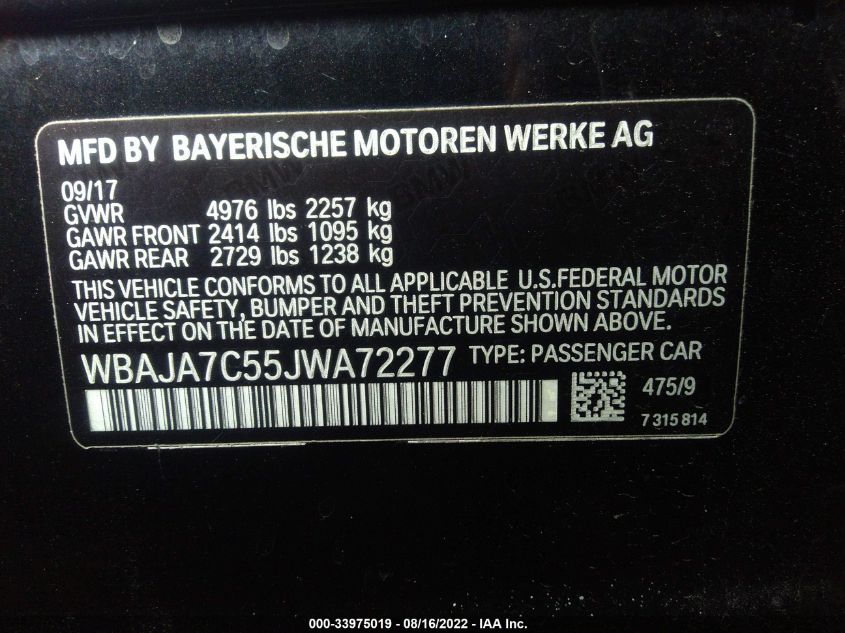 MFD BY BAYERISCHE MOTOREN WERKE AG
09/17
GVWR 4976 lbs 2257 kg
GAWR FRONT 2414 lbs 1095 kg
GAWR REAR 2729 lbs 1238 kg
THIS VEHICLE CONFORMS TO ALL APPLICABLE U.S.FEDERAL MOTOR
VEHICLE SAFETY, BUMPER AND THEFT PREVENTION STANDARDS
IN EFFECT ON THE DATE OF MANUFACTURE SHOWN ABOVE.
WBAJA7C55JWA72277 TYPE: PASSENGER CAR
475/9
7 315 814
000-33975019 - 08/16/2022 - IAA Inc.